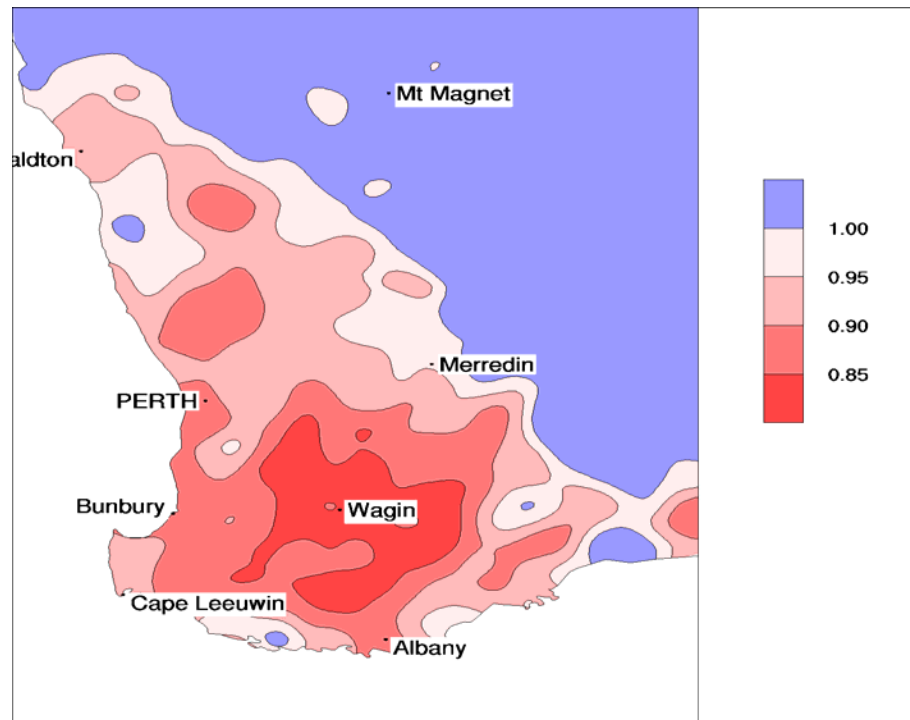 Mt Magnet
aldton
1.00
0.95
0.90
Merredin
0.85
PERTH
Bunbury
Wagin
Cape Leeuwin
Albany